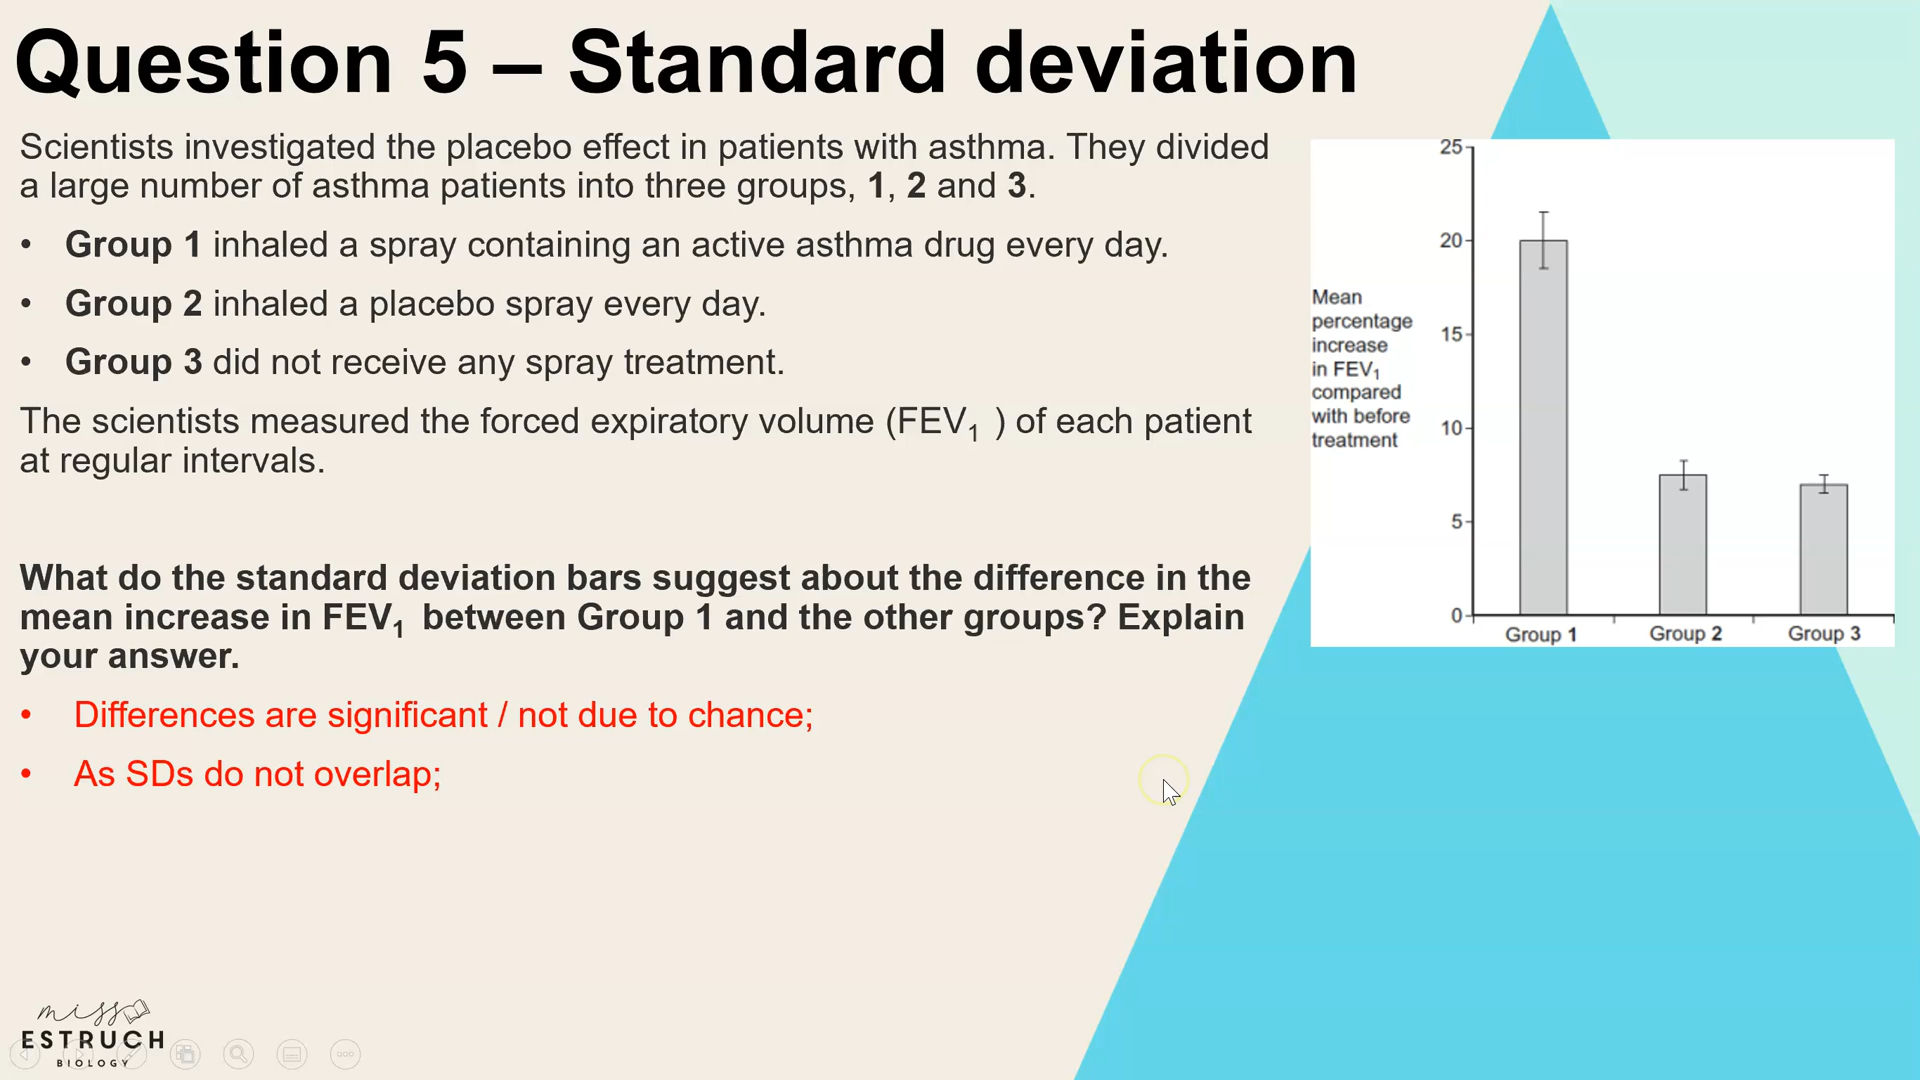 Question 5 – Standard deviation
Scientists investigated the placebo effect in patients with asthma. They divided
a large number of asthma patients into three groups, 1, 2 and 3.
• Group 1 inhaled a spray containing an active asthma drug every day.
• Group 2 inhaled a placebo spray every day.
• Group 3 did not receive any spray treatment.
The scientists measured the forced expiratory volume (FEV₁ ) of each patient
at regular intervals.
What do the standard deviation bars suggest about the difference in the
mean increase in FEV₁ between Group 1 and the other groups? Explain
your answer.
• Differences are significant / not due to chance;
• As SDs do not overlap;
25
20
15
10
5
0
Mean
percentage
increase
in FEV₁
compared
with before
treatment
Group 1 Group 2 Group 3
miss
ESTRUCH
BIOLOGY